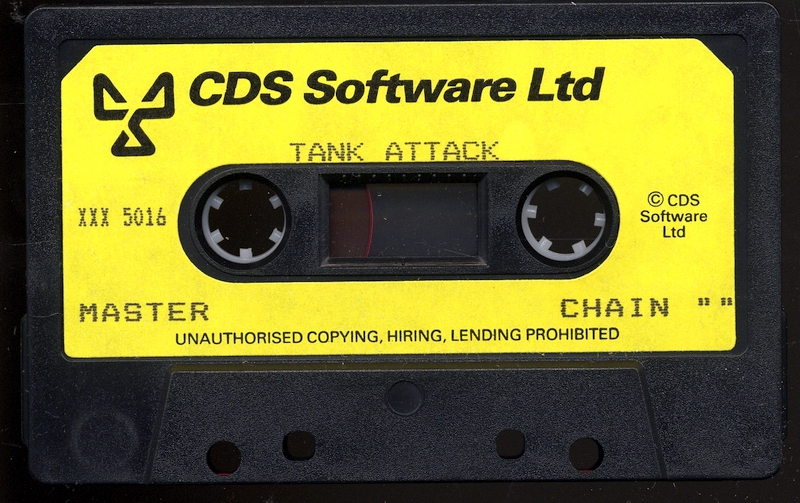 CDS Software Ltd
TANK ATTACK
XXX 5016
© CDS
Software
Ltd
MASTER
CHAIN ""
UNAUTHORISED COPYING, HIRING, LENDING PROHIBITED